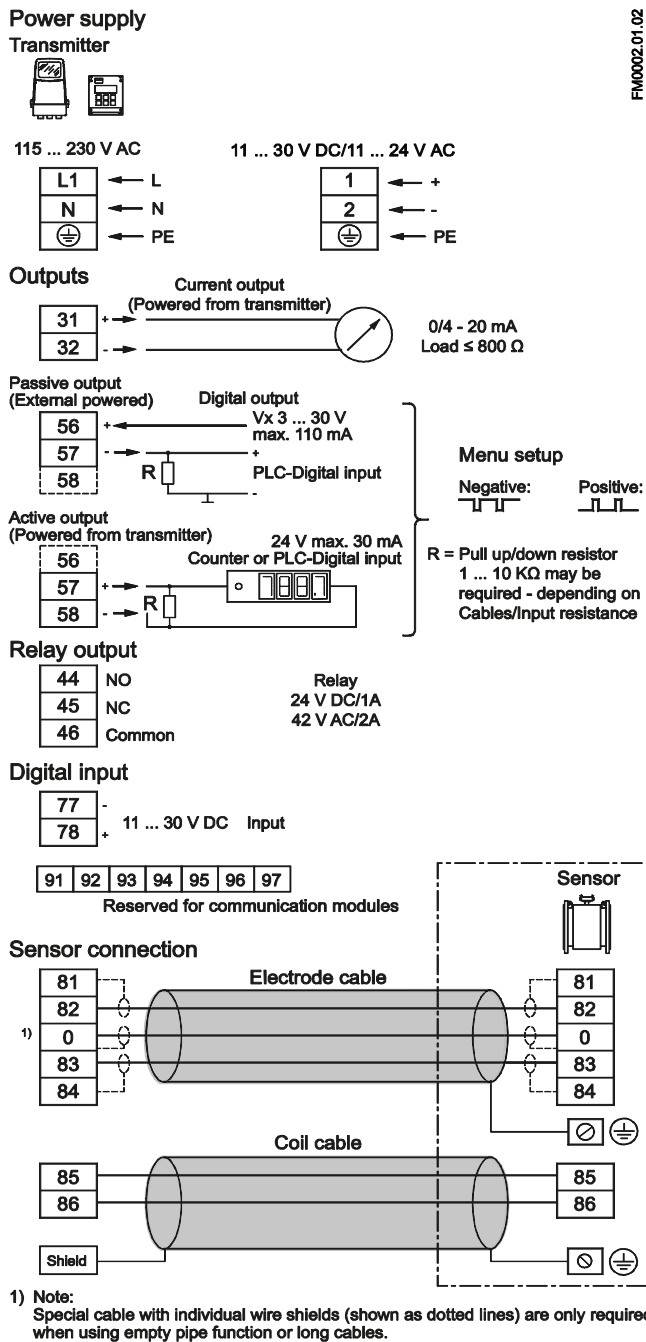 Power supply
FM0002.01.02
Transmitter
115 ... 230 V AC
11 ... 30 V DC/11 ... 24 V AC
L1 L
N N
PE
1 +
2 -
PE
Outputs
Current output
(Powered from transmitter)
31 +
32 -
0/4 - 20 mA
Load ≤ 800 Ω
Passive output
(External powered)
Digital output
56 +
Vx 3 ... 30 V
max. 110 mA
57 - +
58
R
PLC-Digital input
-
Menu setup
Negative: Positive:
R = Pull up/down resistor
1 ... 10 KΩ may be
required - depending on
Cables/Input resistance
Active output
(Powered from transmitter)
24 V max. 30 mA
Counter or PLC-Digital input
56
57 +
58 -
R
Relay output
44 NO
45 NC
46 Common
Relay
24 V DC/1A
42 V AC/2A
Digital input
77 -
78 +
11 ... 30 V DC Input
91 92 93 94 95 96 97
Reserved for communication modules
Sensor
Sensor connection
Electrode cable
81 81
82 82
1) 0 0
83 83
84 84
Coil cable
85 85
86 86
Shield
1) Note:
Special cable with individual wire shields (shown as dotted lines) are only required
when using empty pipe function or long cables.